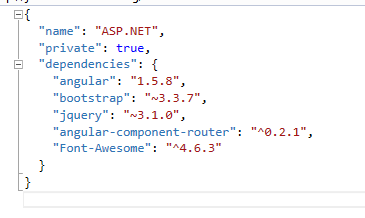 {
"name": "ASP.NET",
"private": true,
"dependencies": {
"angular": "1.5.8",
"bootstrap": "~3.3.7",
"jquery": "~3.1.0",
"angular-component-router": "^0.2.1",
"Font-Awesome": "^4.6.3"
}
}